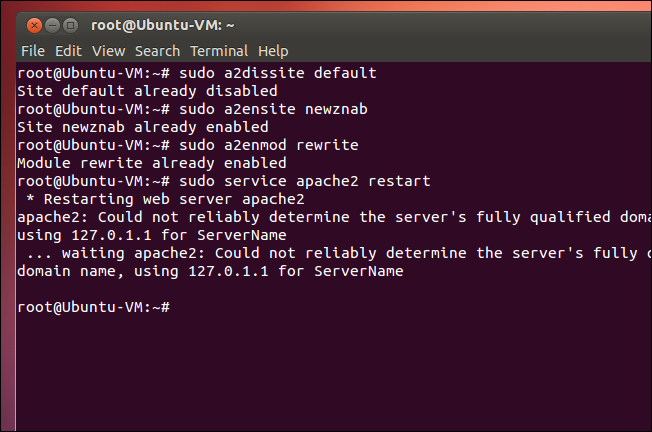 root@Ubuntu-VM: ~
File Edit View Search Terminal Help
root@Ubuntu-VM:~# sudo a2dissite default
Site default already disabled
root@Ubuntu-VM:~# sudo a2ensite newznab
Site newznab already enabled
root@Ubuntu-VM:~# sudo a2enmod rewrite
Module rewrite already enabled
root@Ubuntu-VM:~# sudo service apache2 restart
* Restarting web server apache2
apache2: Could not reliably determine the server's fully qualified
using 127.0.1.1 for ServerName
... waiting apache2: Could not reliably determine the server's fully
domain name, using 127.0.1.1 for ServerName
root@Ubuntu-VM:~#